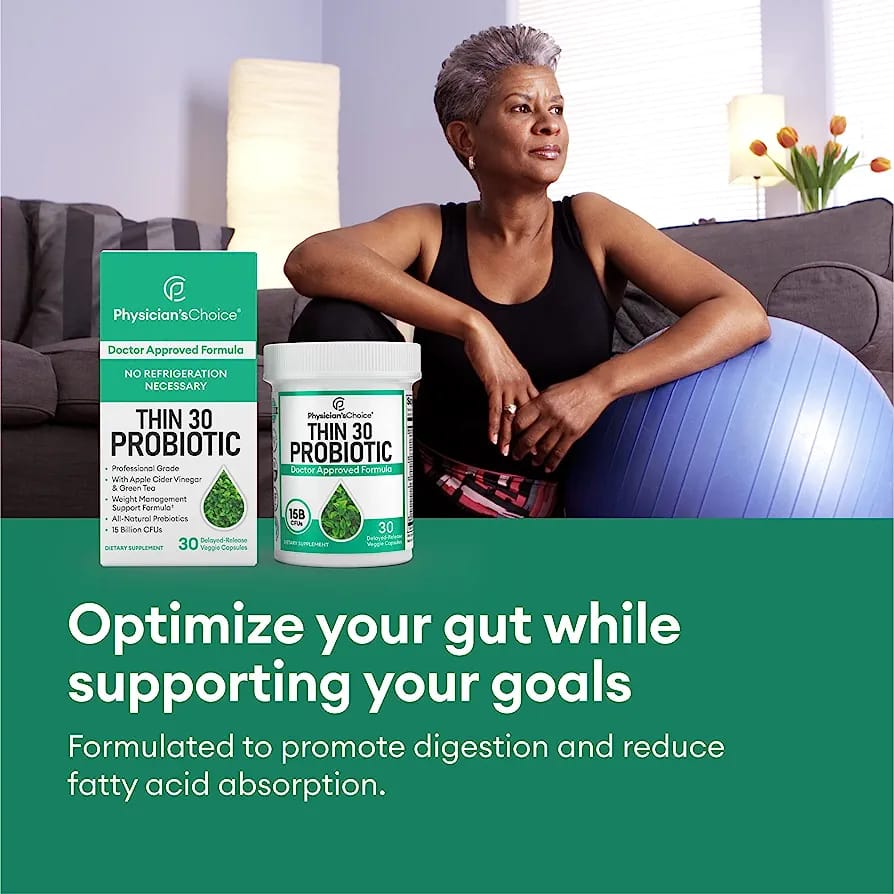 Physician'sChoice®
Doctor Approved Formula
NO REFRIGERATION
NECESSARY
THIN 30
PROBIOTIC
• Professional Grade
• With Apple Cider Vinegar
& Green Tea
• Weight Management
Support Formula†
• All-Natural Prebiotics
• 15 Billion CFUs
DIETARY SUPPLEMENT
30 Delayed-Release
Veggie Capsules
Physician'sChoice®
THIN 30
PROBIOTIC
Doctor Approved Formula
15B
CFUs
DIETARY SUPPLEMENT
30
Delayed-Release
Veggie Capsules
Optimize your gut while
supporting your goals
Formulated to promote digestion and reduce
fatty acid absorption.